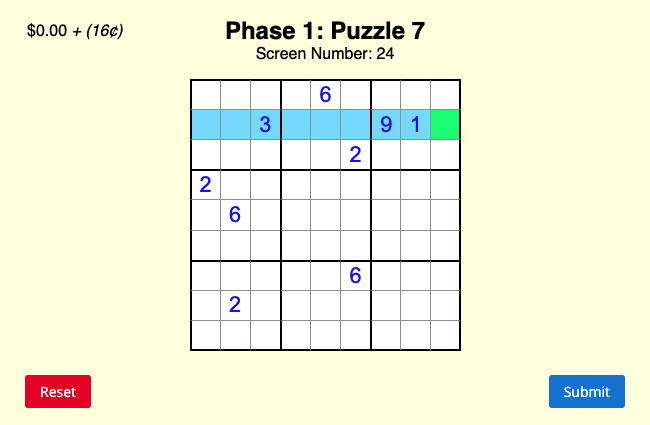 $0.00 + (16¢)
Phase 1: Puzzle 7
Screen Number: 24
6
3 9 1
2
2
6
6
2
Reset
Submit